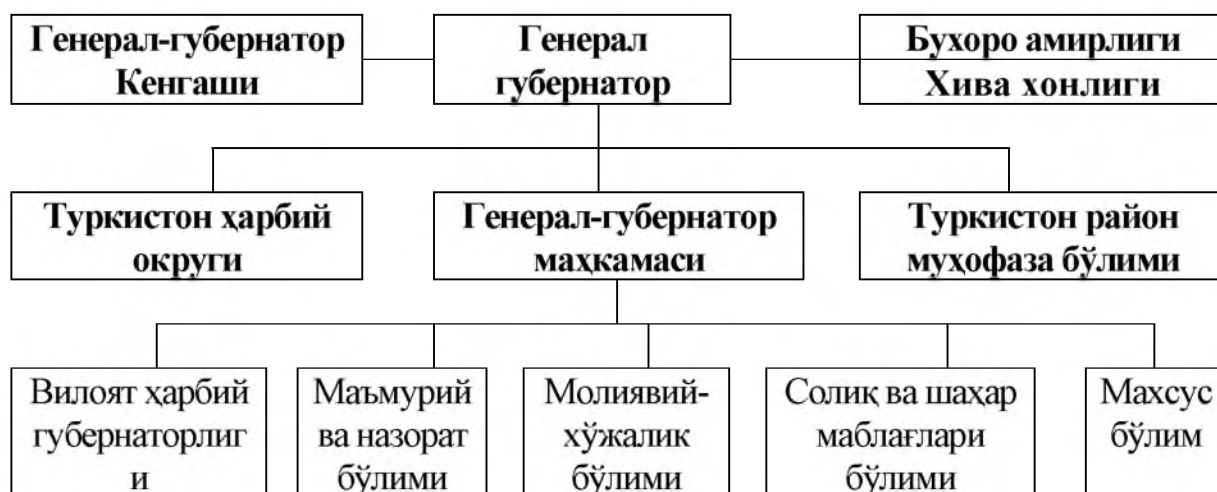 Генерал-губернатор
Кенгаши
Генерал
губернатор
Бухоро амирлиги
Хива хонлиги
Туркистон ҳарбий
округи
Генерал-губернатор
маҳкамаси
Туркистон район
муҳофаза бўлими
Вилоят ҳарбий
губернаторлиг
и
Маъмурий
ва назорат
бўлими
Молиявий-
хўжалик
бўлими
Солиқ ва шаҳар
маблағлари
бўлими
Махсус
бўлим